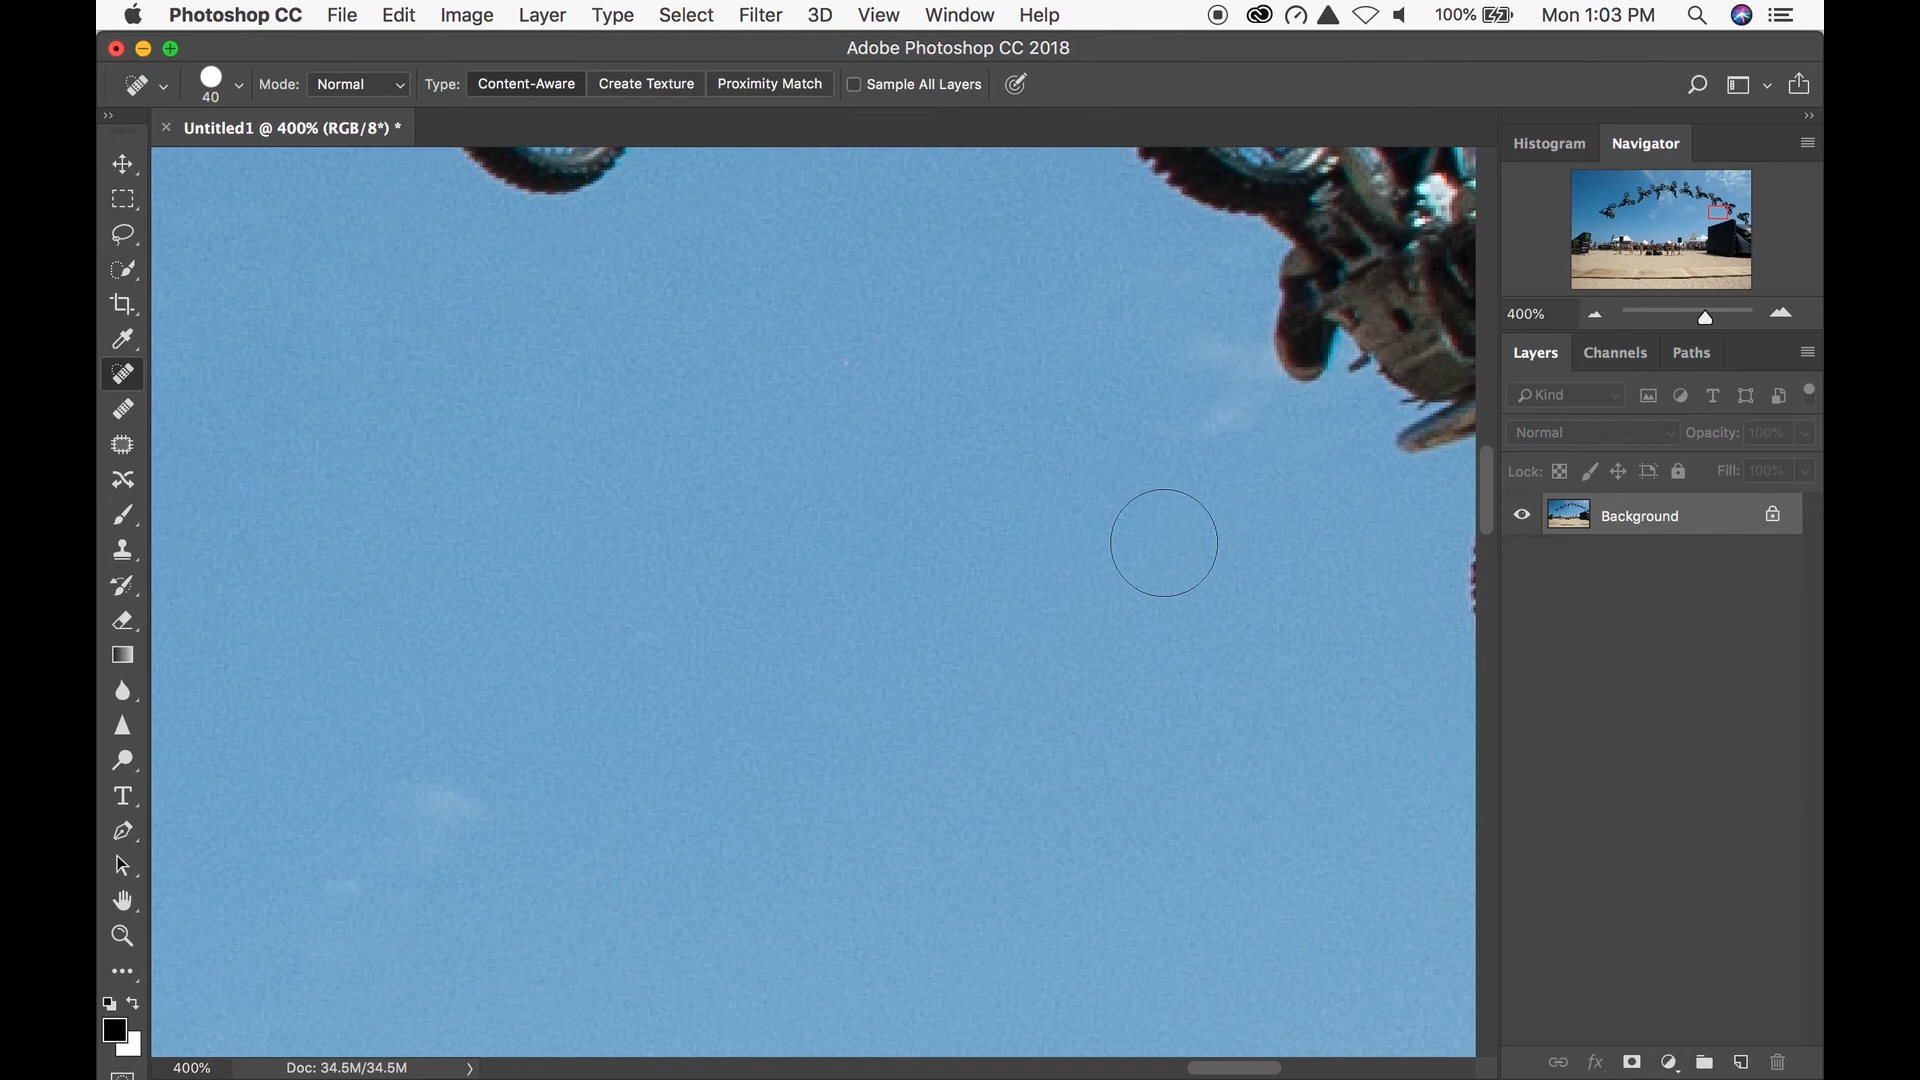 Photoshop CC File Edit Image Layer Type Select Filter 3D View Window Help 100% Mon 1:03 PM
Adobe Photoshop CC 2018
40 Mode: Normal Type: Content-Aware Create Texture Proximity Match Sample All Layers
Untitled1 @ 400% (RGB/8*) *
Histogram Navigator
400%
Layers Channels Paths
Kind
Normal Opacity: 100%
Lock: Fill: 100%
Background
400% Doc: 34.5M/34.5M